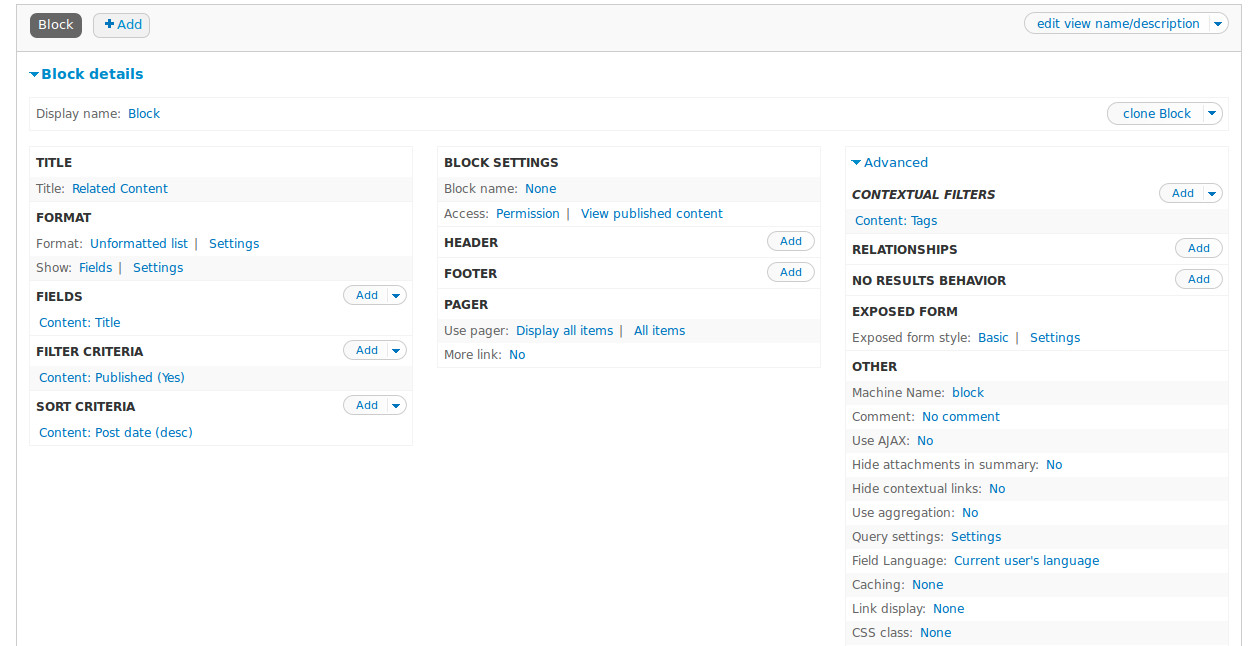 Block
Add
edit view name/description
Block details
Display name: Block
clone Block
TITLE
Title: Related Content
FORMAT
Format: Unformatted list | Settings
Show: Fields | Settings
FIELDS
Add
Content: Title
FILTER CRITERIA
Add
Content: Published (Yes)
SORT CRITERIA
Add
Content: Post date (desc)
BLOCK SETTINGS
Block name: None
Access: Permission | View published content
HEADER
Add
FOOTER
Add
PAGER
Use pager: Display all items | All items
More link: No
Advanced
CONTEXTUAL FILTERS
Add
Content: Tags
RELATIONSHIPS
Add
NO RESULTS BEHAVIOR
Add
EXPOSED FORM
Exposed form style: Basic | Settings
OTHER
Machine Name: block
Comment: No comment
Use AJAX: No
Hide attachments in summary: No
Hide contextual links: No
Use aggregation: No
Query settings: Settings
Field Language: Current user's language
Caching: None
Link display: None
CSS class: None